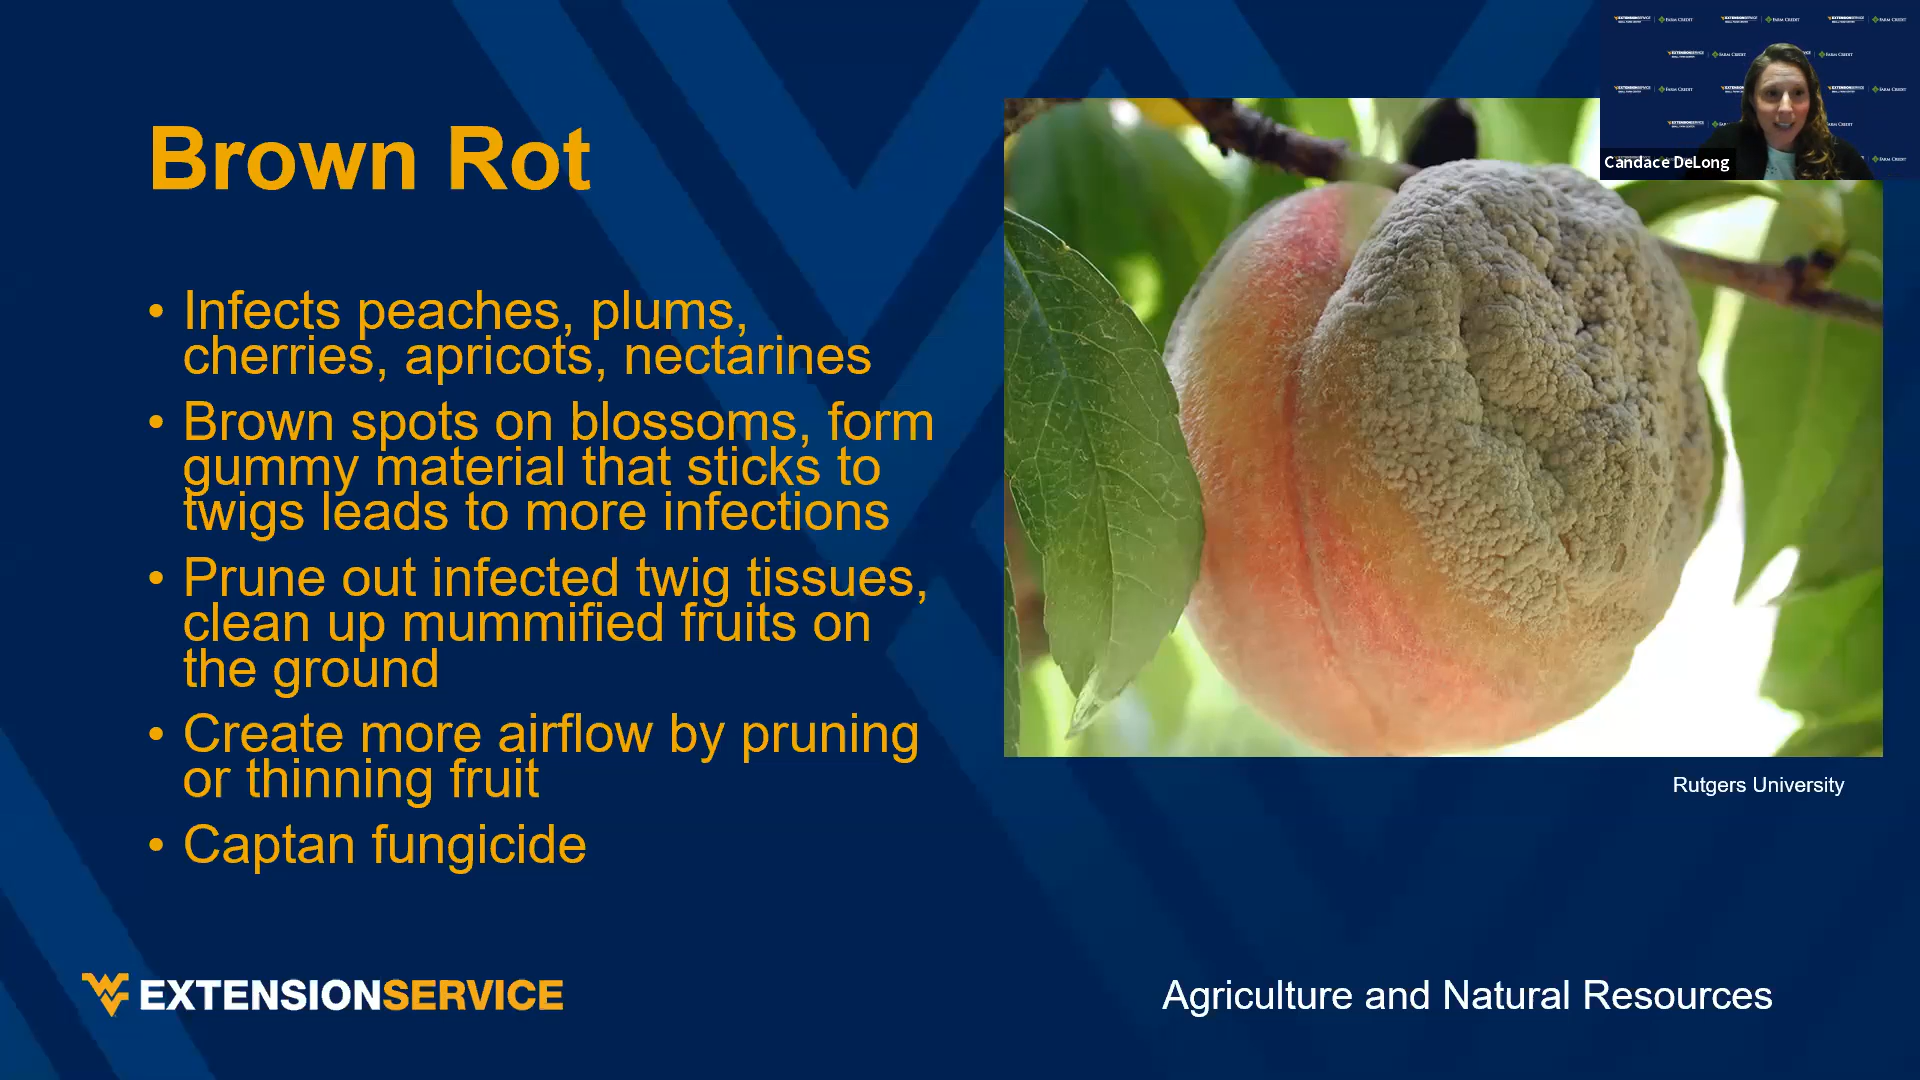 Brown Rot
• Infects peaches, plums,
cherries, apricots, nectarines
• Brown spots on blossoms, form
gummy material that sticks to
twigs leads to more infections
• Prune out infected twig tissues,
clean up mummified fruits on
the ground
• Create more airflow by pruning
or thinning fruit
• Captan fungicide
Candace DeLong
Rutgers University
WV EXTENSIONSERVICE
Agriculture and Natural Resources